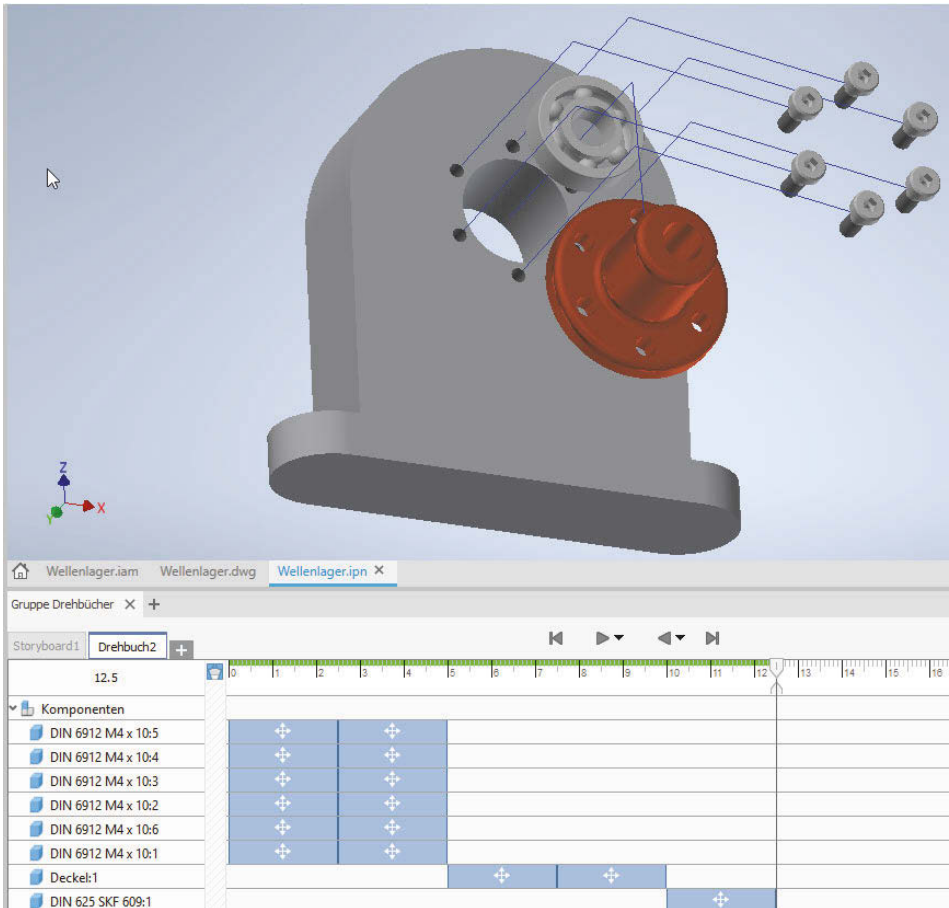 Z
X
Y
Wellenlager.iam Wellenlager.dwg Wellenlager.ipn ×
Gruppe Drehbücher × +
Storyboard1 Drehbuch2 +
12.5 0 1 2 3 4 5 6 7 8 9 10 11 12 13 14 15 16
Komponenten
DIN 6912 M4 x 10:5
DIN 6912 M4 x 10:4
DIN 6912 M4 x 10:3
DIN 6912 M4 x 10:2
DIN 6912 M4 x 10:6
DIN 6912 M4 x 10:1
Deckel:1
DIN 625 SKF 609:1